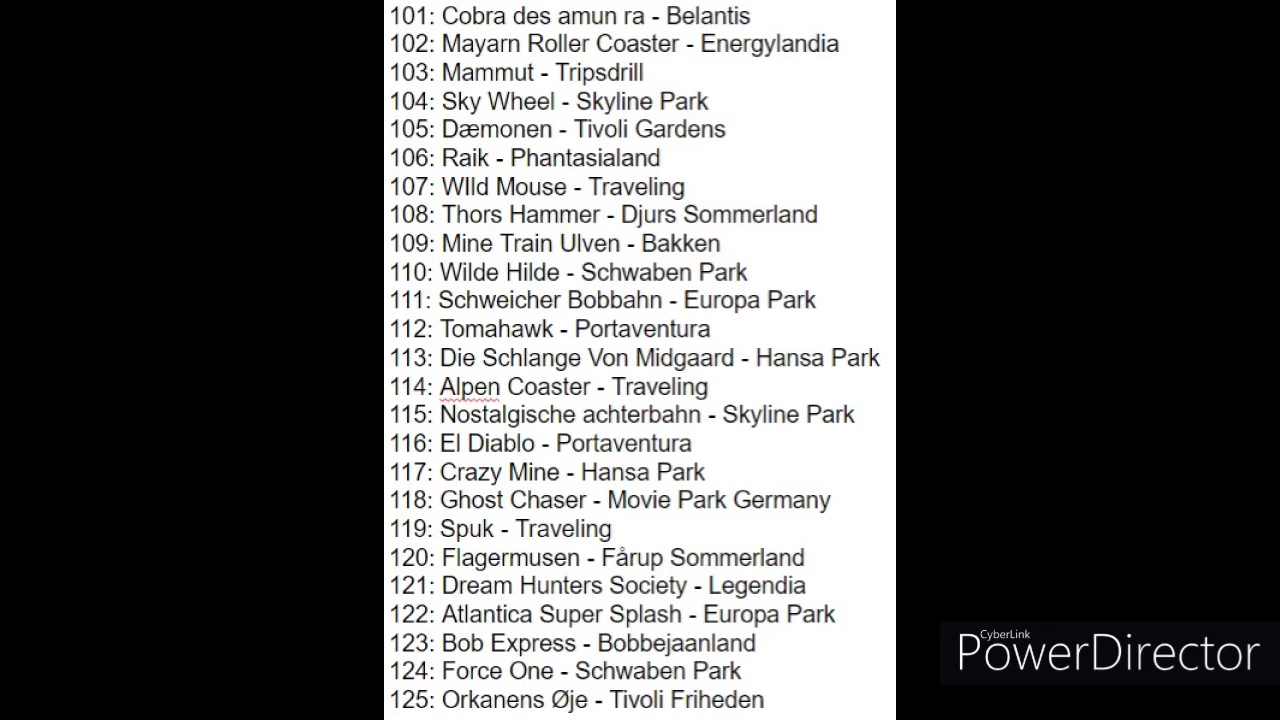 101: Cobra des amun ra - Belantis
102: Mayarn Roller Coaster - Energylandia
103: Mammut - Tripsdrill
104: Sky Wheel - Skyline Park
105: Dæmonen - Tivoli Gardens
106: Raik - Phantasialand
107: WIld Mouse - Traveling
108: Thors Hammer - Djurs Sommerland
109: Mine Train Ulven - Bakken
110: Wilde Hilde - Schwaben Park
111: Schweicher Bobbahn - Europa Park
112: Tomahawk - Portaventura
113: Die Schlange Von Midgaard - Hansa Park
114: Alpen Coaster - Traveling
115: Nostalgische achterbahn - Skyline Park
116: El Diablo - Portaventura
117: Crazy Mine - Hansa Park
118: Ghost Chaser - Movie Park Germany
119: Spuk - Traveling
120: Flagermusen - Fårup Sommerland
121: Dream Hunters Society - Legendia
122: Atlantica Super Splash - Europa Park
123: Bob Express - Bobbejaanland
124: Force One - Schwaben Park
125: Orkanens Øje - Tivoli Friheden
CyberLink
PowerDirector